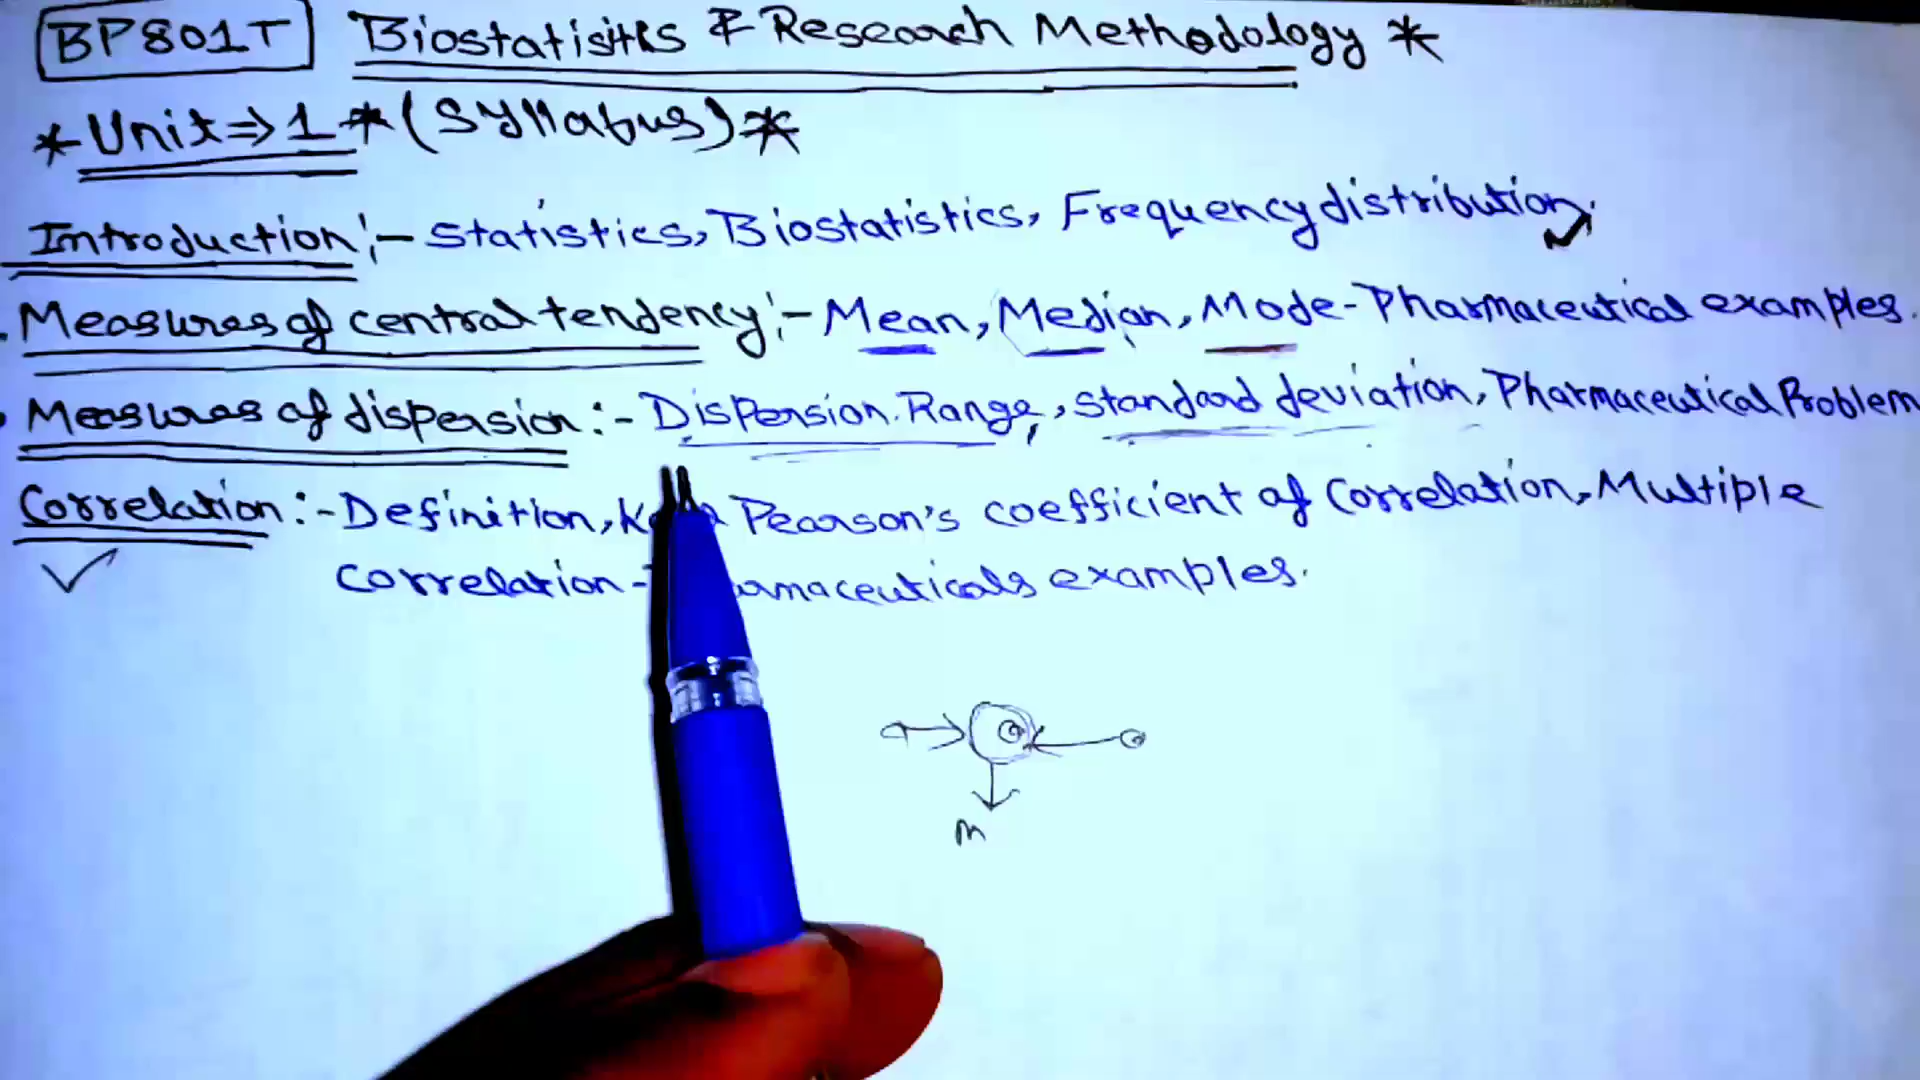 BP801T Biostatisitks & Research Methodology *
* Unit => 1 * (Syllabus) *
Introduction :- Statistics, Biostatistics, Frequency distribution.
Measures of central tendency :- Mean, Median, Mode - Pharmaceutical examples.
Measures of dispersion :- Dispersion. Range, Standard deviation, Pharmaceutical Problem
Correlation :- Definition, Pearson's coefficient of Correlation, Multiple
Correlation - examples.
m